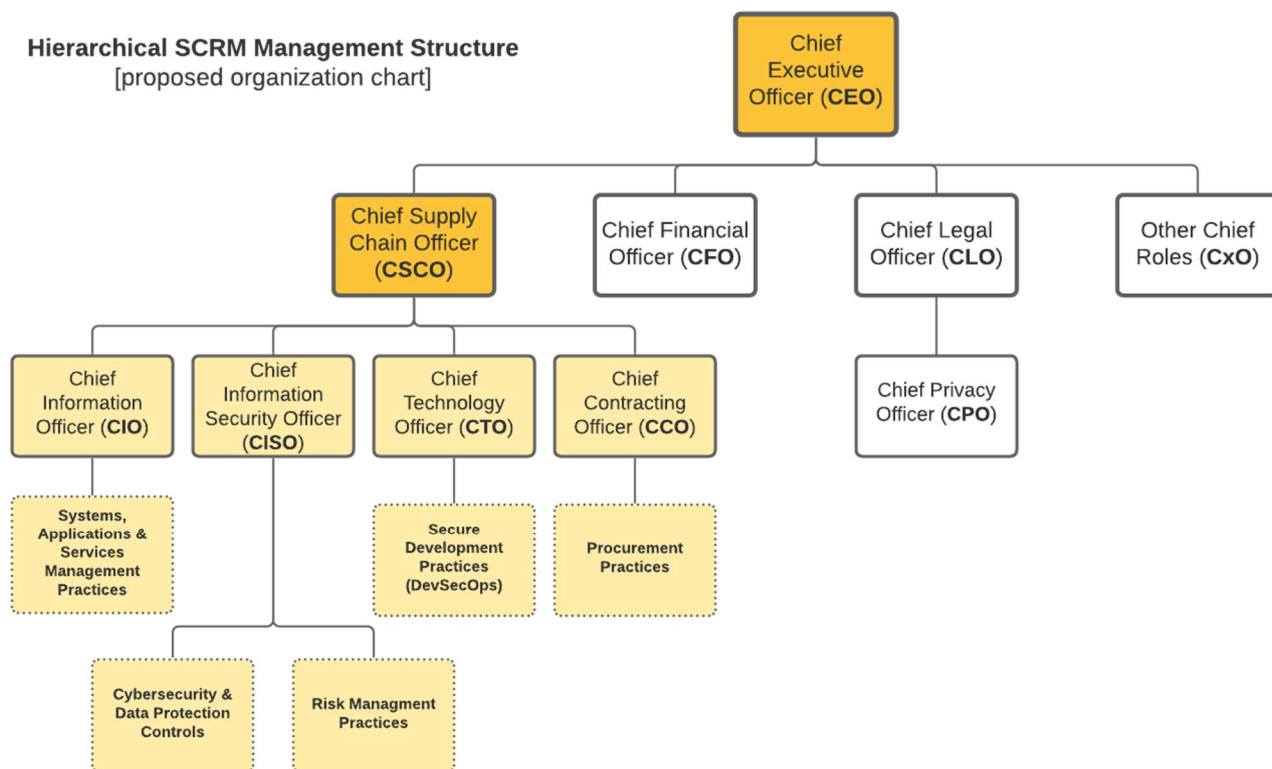 Hierarchical SCRM Management Structure
[proposed organization chart]
Chief
Executive
Officer (CEO)
Chief Supply
Chain Officer
(CSCO)
Chief Financial
Officer (CFO)
Chief Legal
Officer (CLO)
Other Chief
Roles (CxO)
Chief
Information
Officer (CIO)
Chief
Information
Security Officer
(CISO)
Chief
Technology
Officer (CTO)
Chief
Contracting
Officer (CCO)
Chief Privacy
Officer (CPO)
Systems,
Applications &
Services
Management
Practices
Secure
Development
Practices
(DevSecOps)
Procurement
Practices
Cybersecurity &
Data Protection
Controls
Risk Managment
Practices